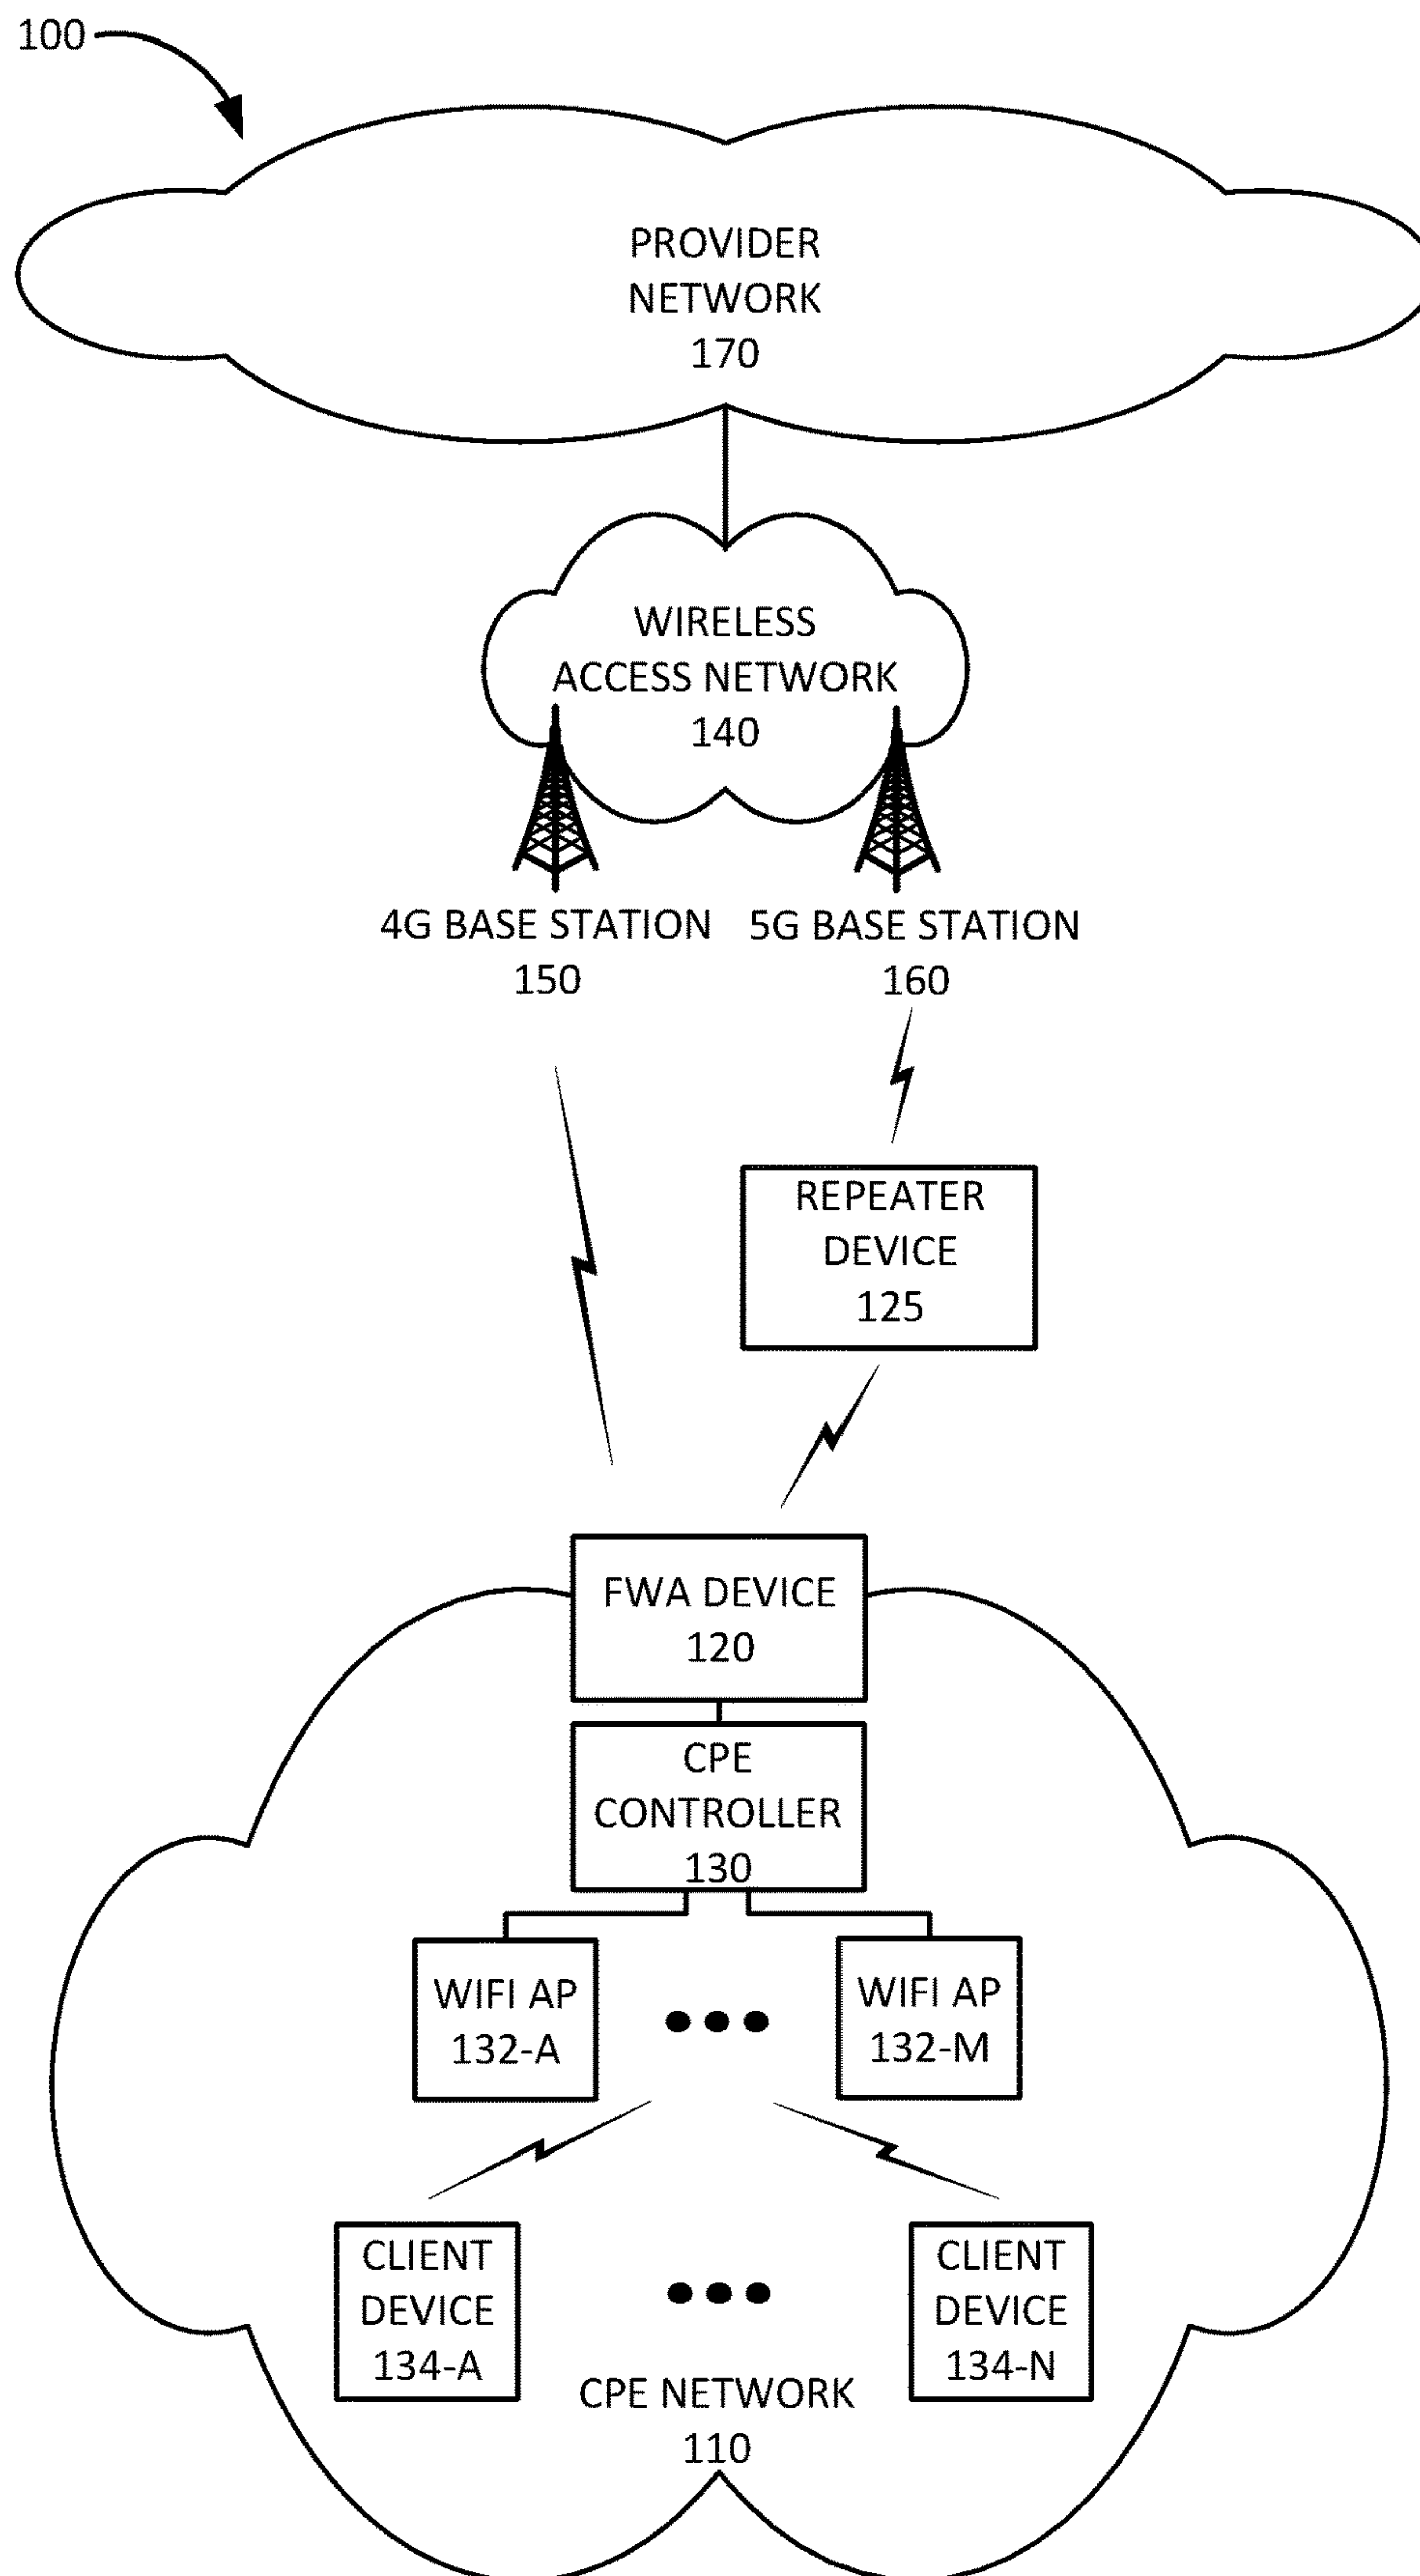 100
PROVIDER
NETWORK
170
WIRELESS
ACCESS NETWORK
140
4G BASE STATION
150
5G BASE STATION
160
REPEATER
DEVICE
125
FWA DEVICE
120
CPE
CONTROLLER
130
WIFI AP
132-A
WIFI AP
132-M
CLIENT
DEVICE
134-A
CLIENT
DEVICE
134-N
CPE NETWORK
110